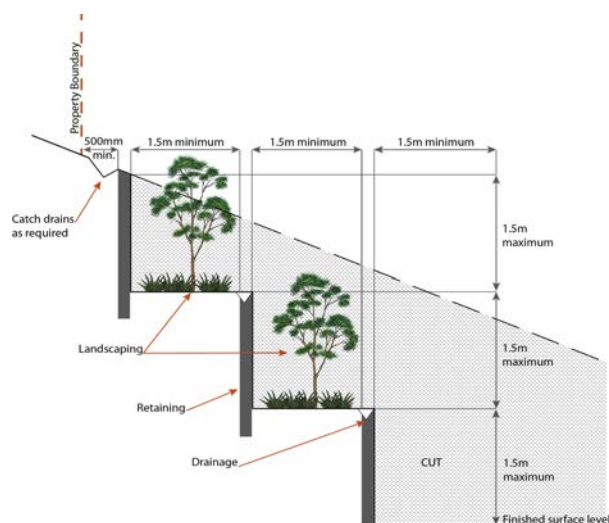 Property Boundary
500mm
min.
1.5m minimum
1.5m minimum
1.5m minimum
Catch drains
as required
1.5m
maximum
Landscaping
1.5m
maximum
Retaining
Drainage
CUT
1.5m
maximum
Finished surface level